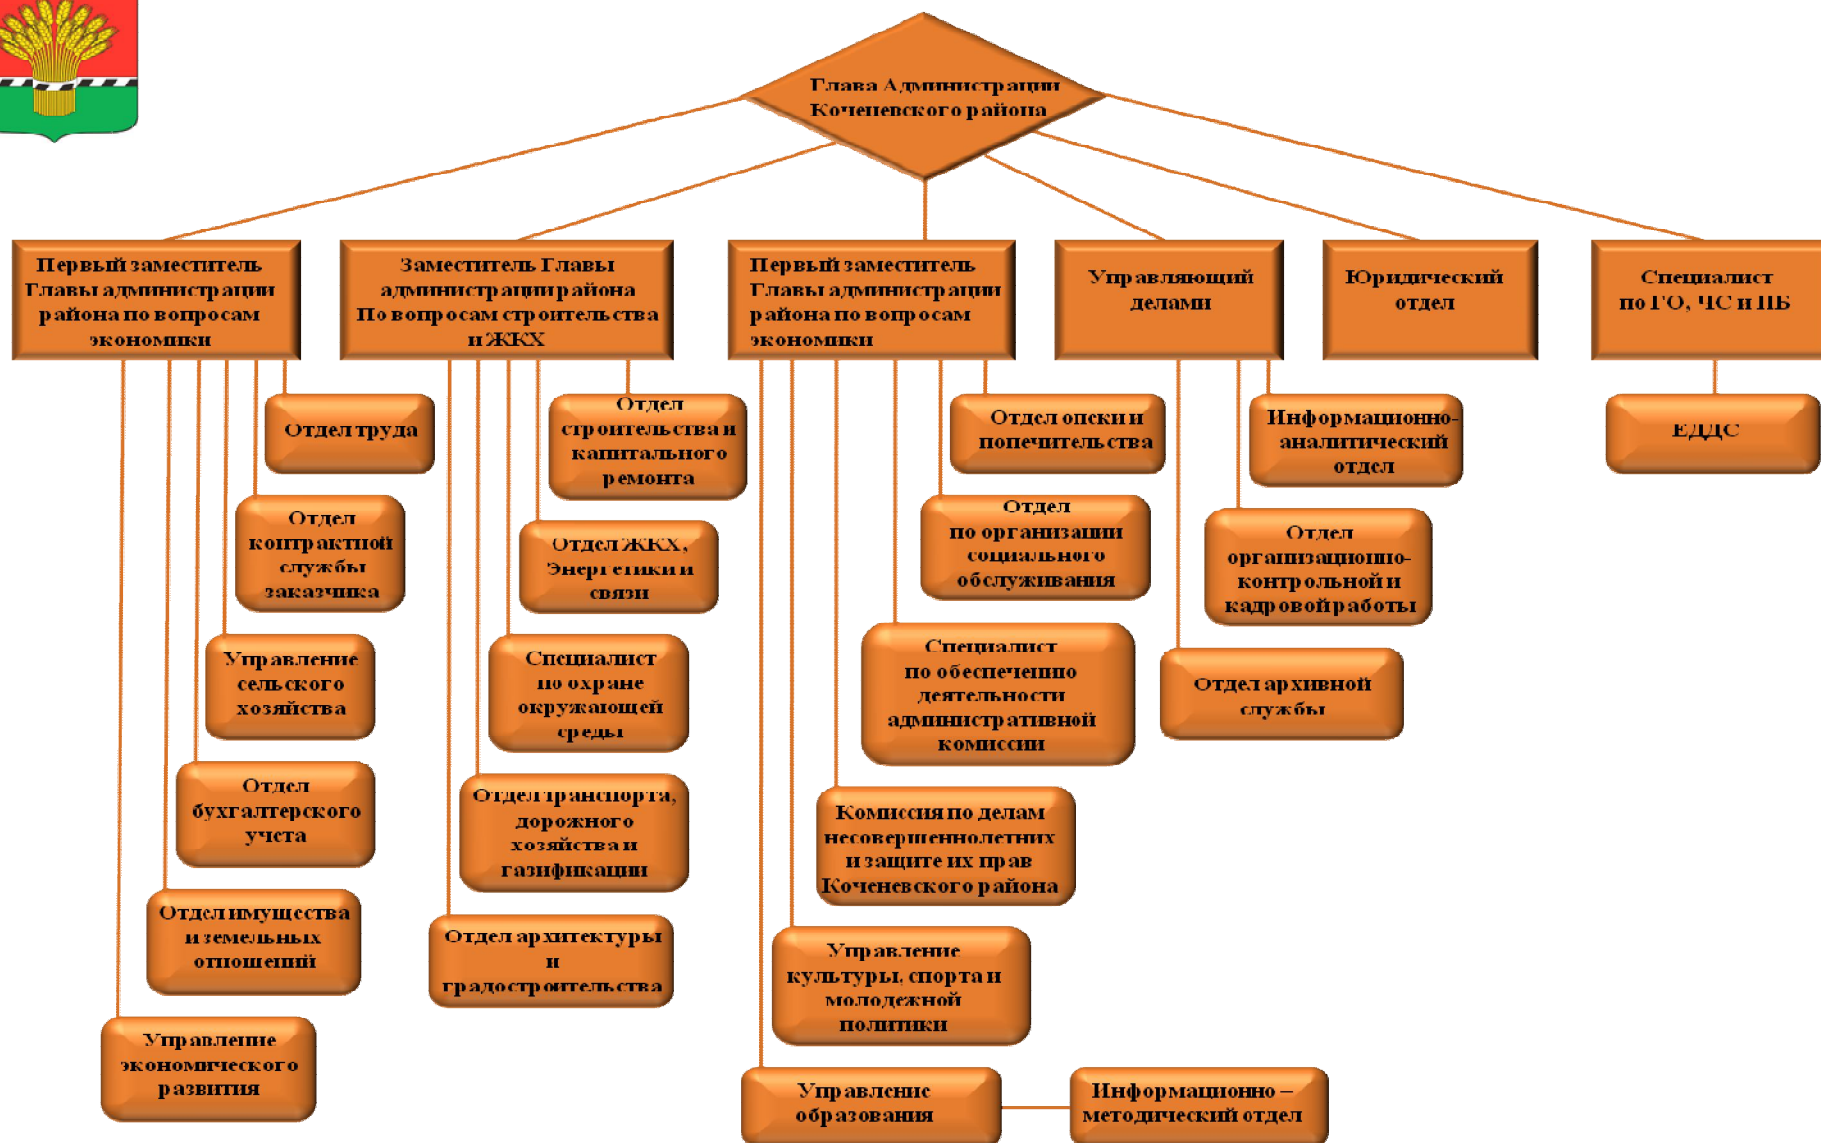 Глава Администрации
Коченевского района
Первый заместитель
Главы администрации
района по вопросам
экономики
Заместитель Главы
администрации района
По вопросам строительства
и ЖКХ
Первый заместитель
Главы администрации
района по вопросам
экономики
Управляющий
делами
Юридический
отдел
Специалист
по ГО, ЧС и ПБ
Отдел труда
Отдел
контрактной
службы
заказчика
Управление
сельского
хозяйства
Отдел
бухгалтерского
учета
Отдел имущества
и земельных
отношений
Управление
экономического
развития
Отдел
строительства и
капитального
ремонта
Отдел ЖКХ,
Энергетики и
связи
Специалист
по охране
окружающей
среды
Отдел транспорта,
дорожного
хозяйства и
газификации
Отдел архитектуры
и
градостроительства
Отдел опеки и
попечительства
Отдел
по организации
социального
обслуживания
Специалист
по обеспечению
деятельности
административной
комиссии
Комиссия по делам
несовершеннолетних
и защите их прав
Коченевского района
Управление
культуры, спорта и
молодежной
политики
Управление
образования
Информационно –
методический отдел
Информационно-
аналитический
отдел
Отдел
организационно-
контрольной и
кадровой работы
Отдел архивной
службы
ЕДДС